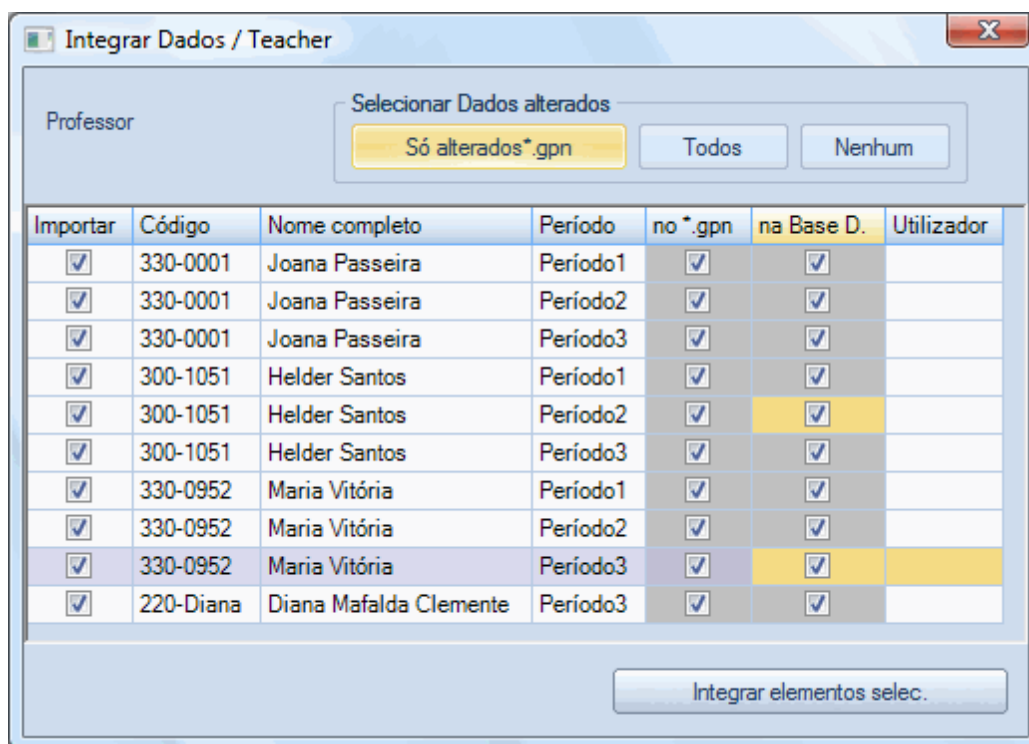 Integrar Dados / Teacher
Professor
Selecionar Dados alterados
Só alterados*.gpn Todos Nenhum
Importar Código Nome completo Período no *.gpn na Base D. Utilizador
330-0001 Joana Passeira Período1
330-0001 Joana Passeira Período2
330-0001 Joana Passeira Período3
300-1051 Helder Santos Período1
300-1051 Helder Santos Período2
300-1051 Helder Santos Período3
330-0952 Maria Vitória Período1
330-0952 Maria Vitória Período2
330-0952 Maria Vitória Período3
220-Diana Diana Mafalda Clemente Período3
Integrar elementos selec.